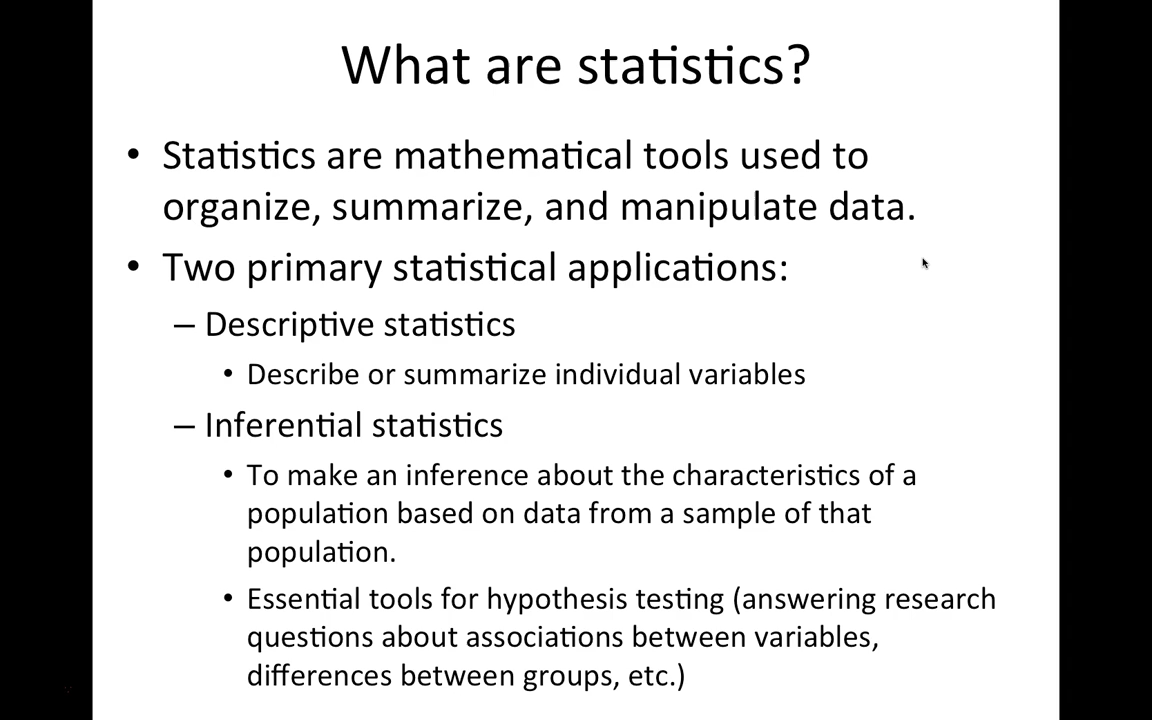 What are statistics?
• Statistics are mathematical tools used to
organize, summarize, and manipulate data.
• Two primary statistical applications:
– Descriptive statistics
• Describe or summarize individual variables
– Inferential statistics
• To make an inference about the characteristics of a
population based on data from a sample of that
population.
• Essential tools for hypothesis testing (answering research
questions about associations between variables,
differences between groups, etc.)